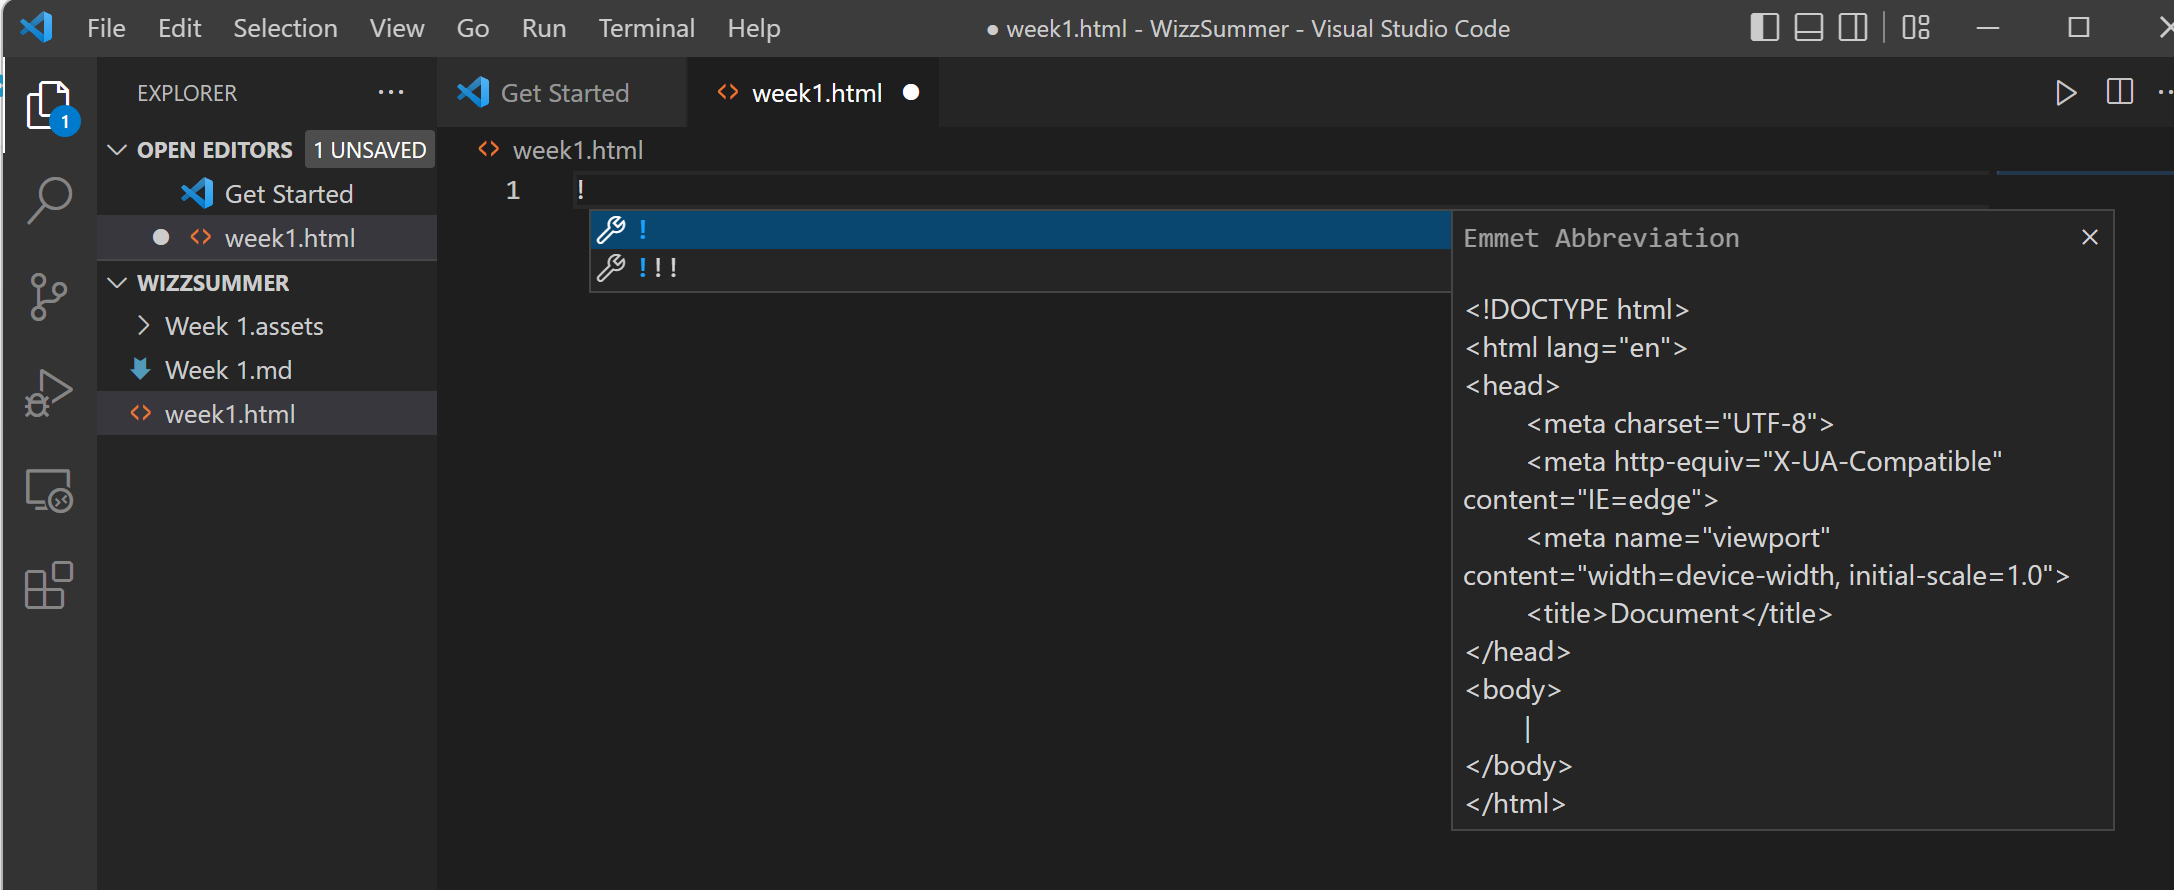 File Edit Selection View Go Run Terminal Help ● week1.html - WizzSummer - Visual Studio Code
EXPLORER ···
1
OPEN EDITORS 1 UNSAVED
Get Started
● <> week1.html
WIZZSUMMER
Week 1.assets
Week 1.md
<> week1.html
Get Started <> week1.html ●
<> week1.html
1 !
!
!!!
Emmet Abbreviation
<!DOCTYPE html>
<html lang="en">
<head>
<meta charset="UTF-8">
<meta http-equiv="X-UA-Compatible"
content="IE=edge">
<meta name="viewport"
content="width=device-width, initial-scale=1.0">
<title>Document</title>
</head>
<body>
|
</body>
</html>